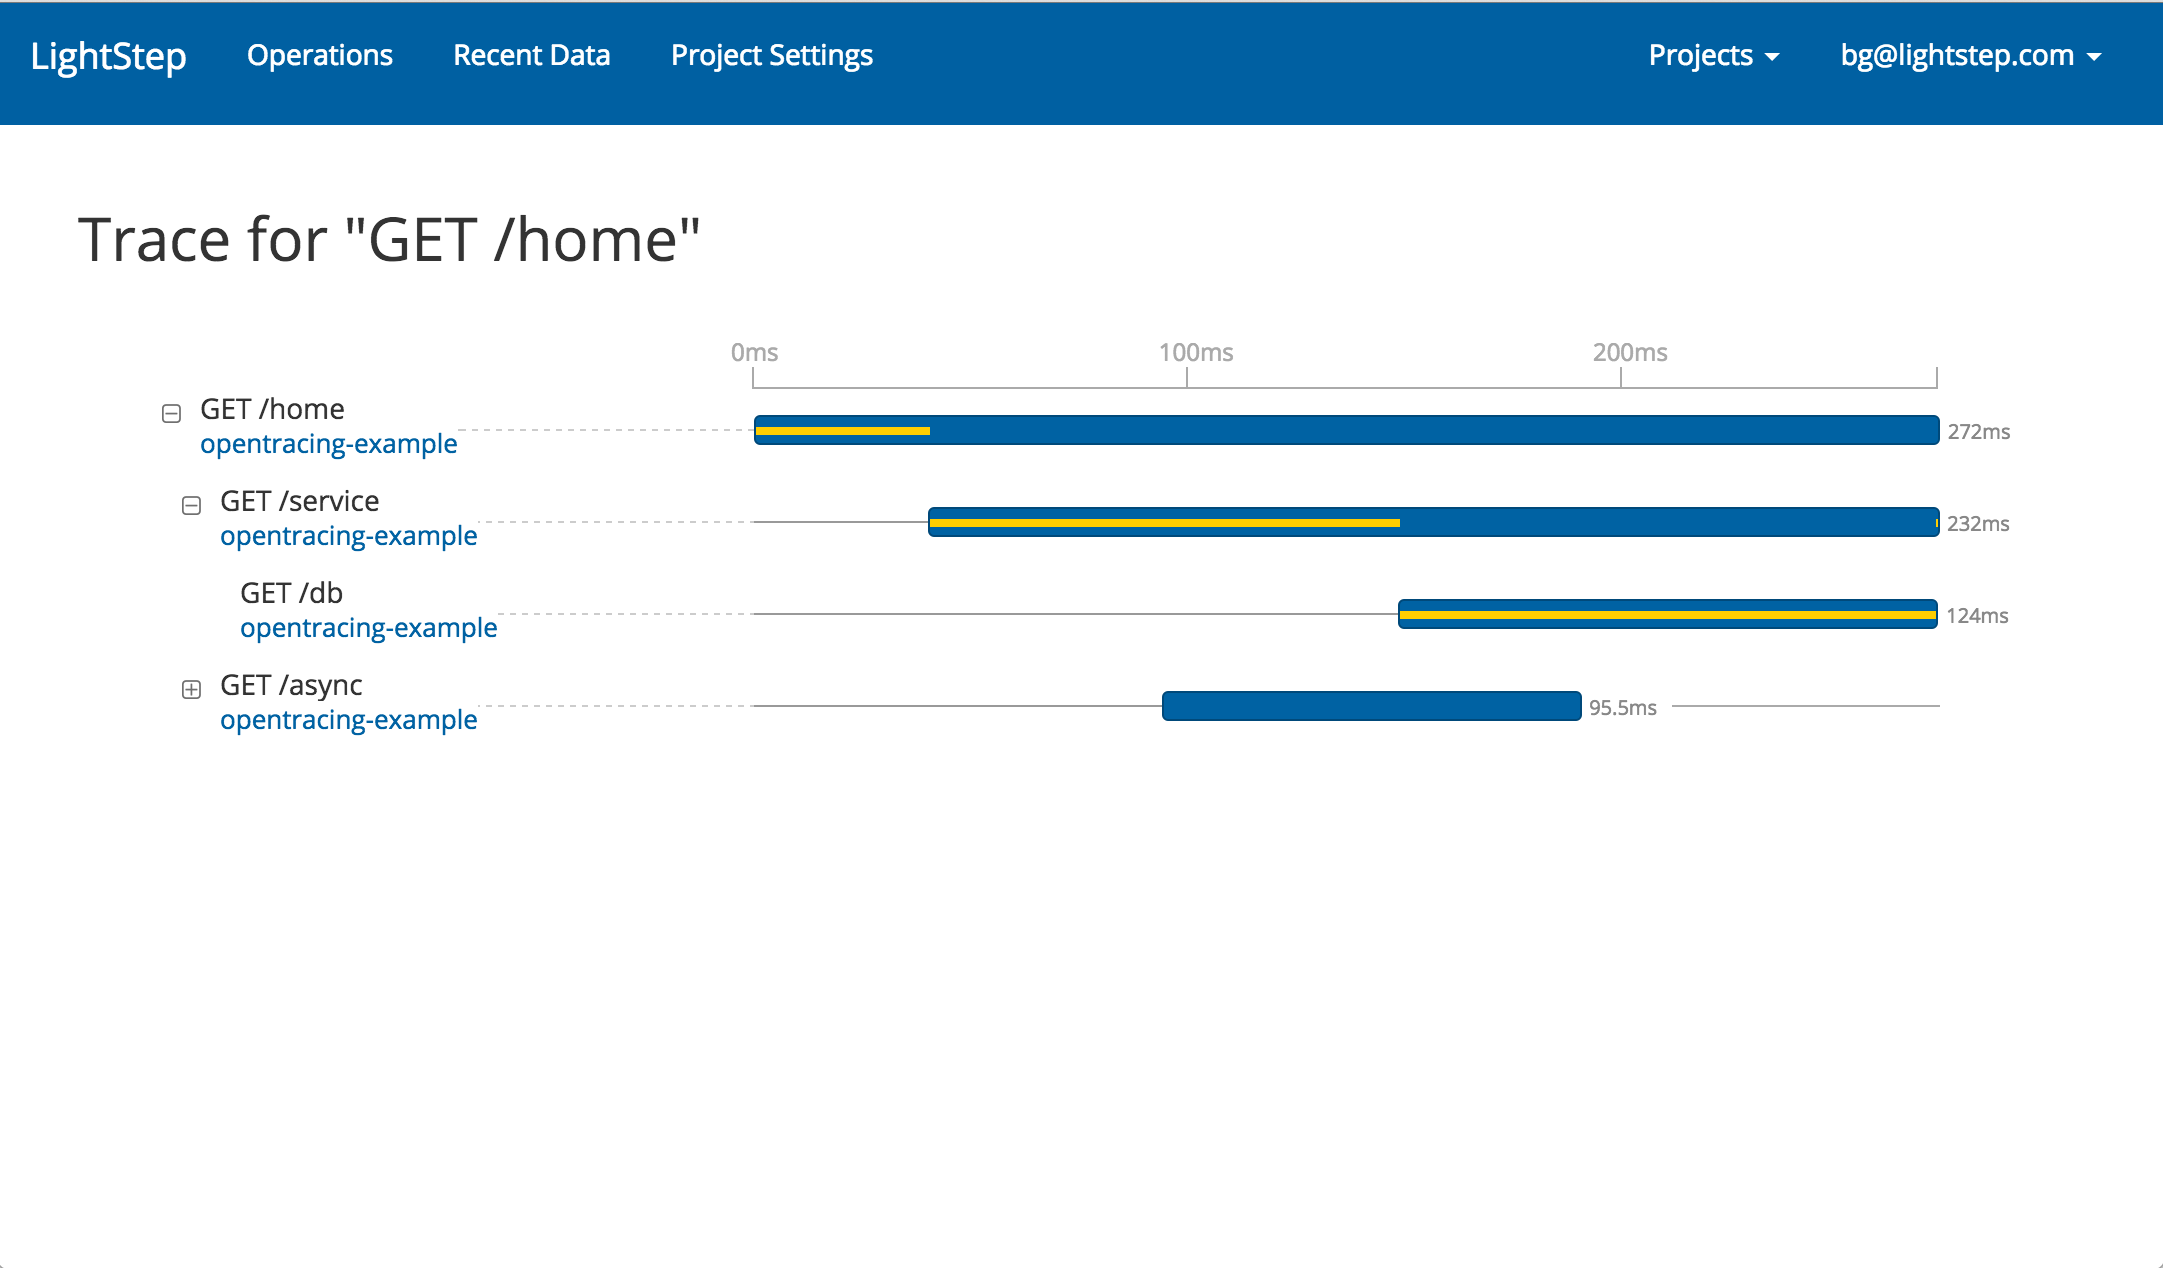 LightStep Operations Recent Data Project Settings Projects bg@lightstep.com
Trace for "GET /home"
0ms 100ms 200ms
GET /home
opentracing-example 272ms
GET /service
opentracing-example 232ms
GET /db
opentracing-example 124ms
GET /async
opentracing-example 95.5ms